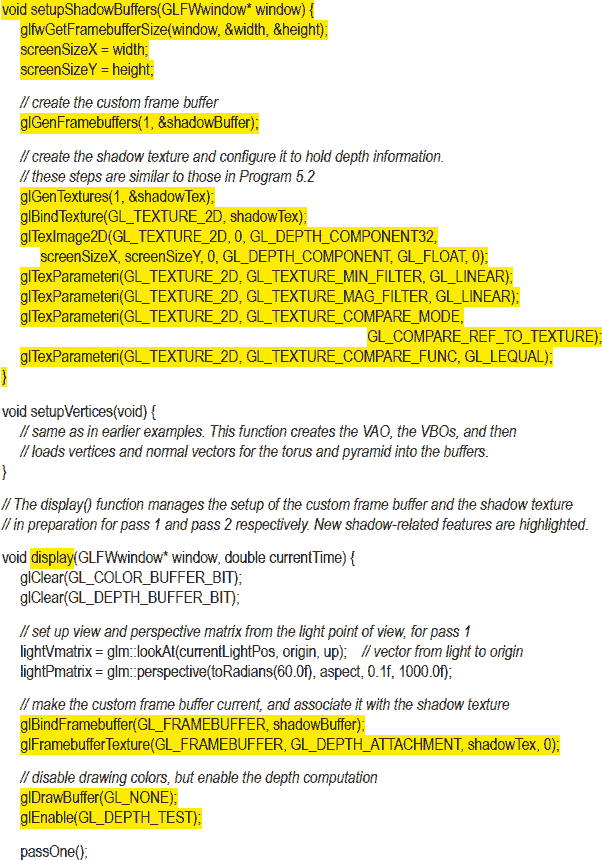 void setupShadowBuffers(GLFWwindow* window) {
glfwGetFramebufferSize(window, &width, &height);
screenSizeX = width;
screenSizeY = height;
// create the custom frame buffer
glGenFramebuffers(1, &shadowBuffer);
// create the shadow texture and configure it to hold depth information.
// these steps are similar to those in Program 5.2
glGenTextures(1, &shadowTex);
glBindTexture(GL_TEXTURE_2D, shadowTex);
glTexImage2D(GL_TEXTURE_2D, 0, GL_DEPTH_COMPONENT32,
screenSizeX, screenSizeY, 0, GL_DEPTH_COMPONENT, GL_FLOAT, 0);
glTexParameteri(GL_TEXTURE_2D, GL_TEXTURE_MIN_FILTER, GL_LINEAR);
glTexParameteri(GL_TEXTURE_2D, GL_TEXTURE_MAG_FILTER, GL_LINEAR);
glTexParameteri(GL_TEXTURE_2D, GL_TEXTURE_COMPARE_MODE,
GL_COMPARE_REF_TO_TEXTURE);
glTexParameteri(GL_TEXTURE_2D, GL_TEXTURE_COMPARE_FUNC, GL_LEQUAL);
}
void setupVertices(void) {
// same as in earlier examples. This function creates the VAO, the VBOs, and then
// loads vertices and normal vectors for the torus and pyramid into the buffers.
}
// The display() function manages the setup of the custom frame buffer and the shadow texture
// in preparation for pass 1 and pass 2 respectively. New shadow-related features are highlighted.
void display(GLFWwindow* window, double currentTime) {
glClear(GL_COLOR_BUFFER_BIT);
glClear(GL_DEPTH_BUFFER_BIT);
// set up view and perspective matrix from the light point of view, for pass 1
lightVmatrix = glm::lookAt(currentLightPos, origin, up); // vector from light to origin
lightPmatrix = glm::perspective(toRadians(60.0f), aspect, 0.1f, 1000.0f);
// make the custom frame buffer current, and associate it with the shadow texture
glBindFramebuffer(GL_FRAMEBUFFER, shadowBuffer);
glFramebufferTexture(GL_FRAMEBUFFER, GL_DEPTH_ATTACHMENT, shadowTex, 0);
// disable drawing colors, but enable the depth computation
glDrawBuffer(GL_NONE);
glEnable(GL_DEPTH_TEST);
passOne();